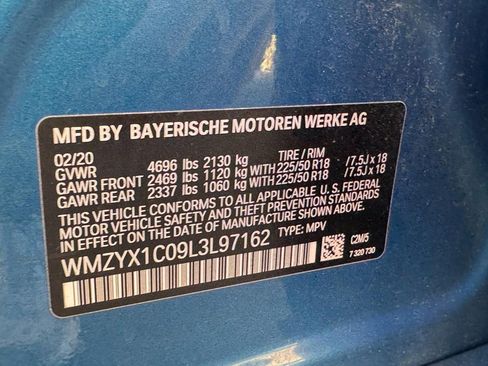 MFD BY BAYERISCHE MOTOREN WERKE AG
02/20 TIRE / RIM
GVWR 4696 lbs 2130 kg
GAWR FRONT 2469 lbs 1120 kg WITH 225/50 R18 /7.5J x 18
GAWR REAR 2337 lbs 1060 kg WITH 225/50 R18 /7.5J x 18
THIS VEHICLE CONFORMS TO ALL APPLICABLE U. S. FEDERAL
MOTOR VEHICLE SAFETY AND THEFT PREVENTION STANDARDS
IN EFFECT ON THE DATE OF MANUFACTURE SHOWN ABOVE.
WMZYX1C09L3L97162 TYPE: MPV
C2M/5
7 320 730